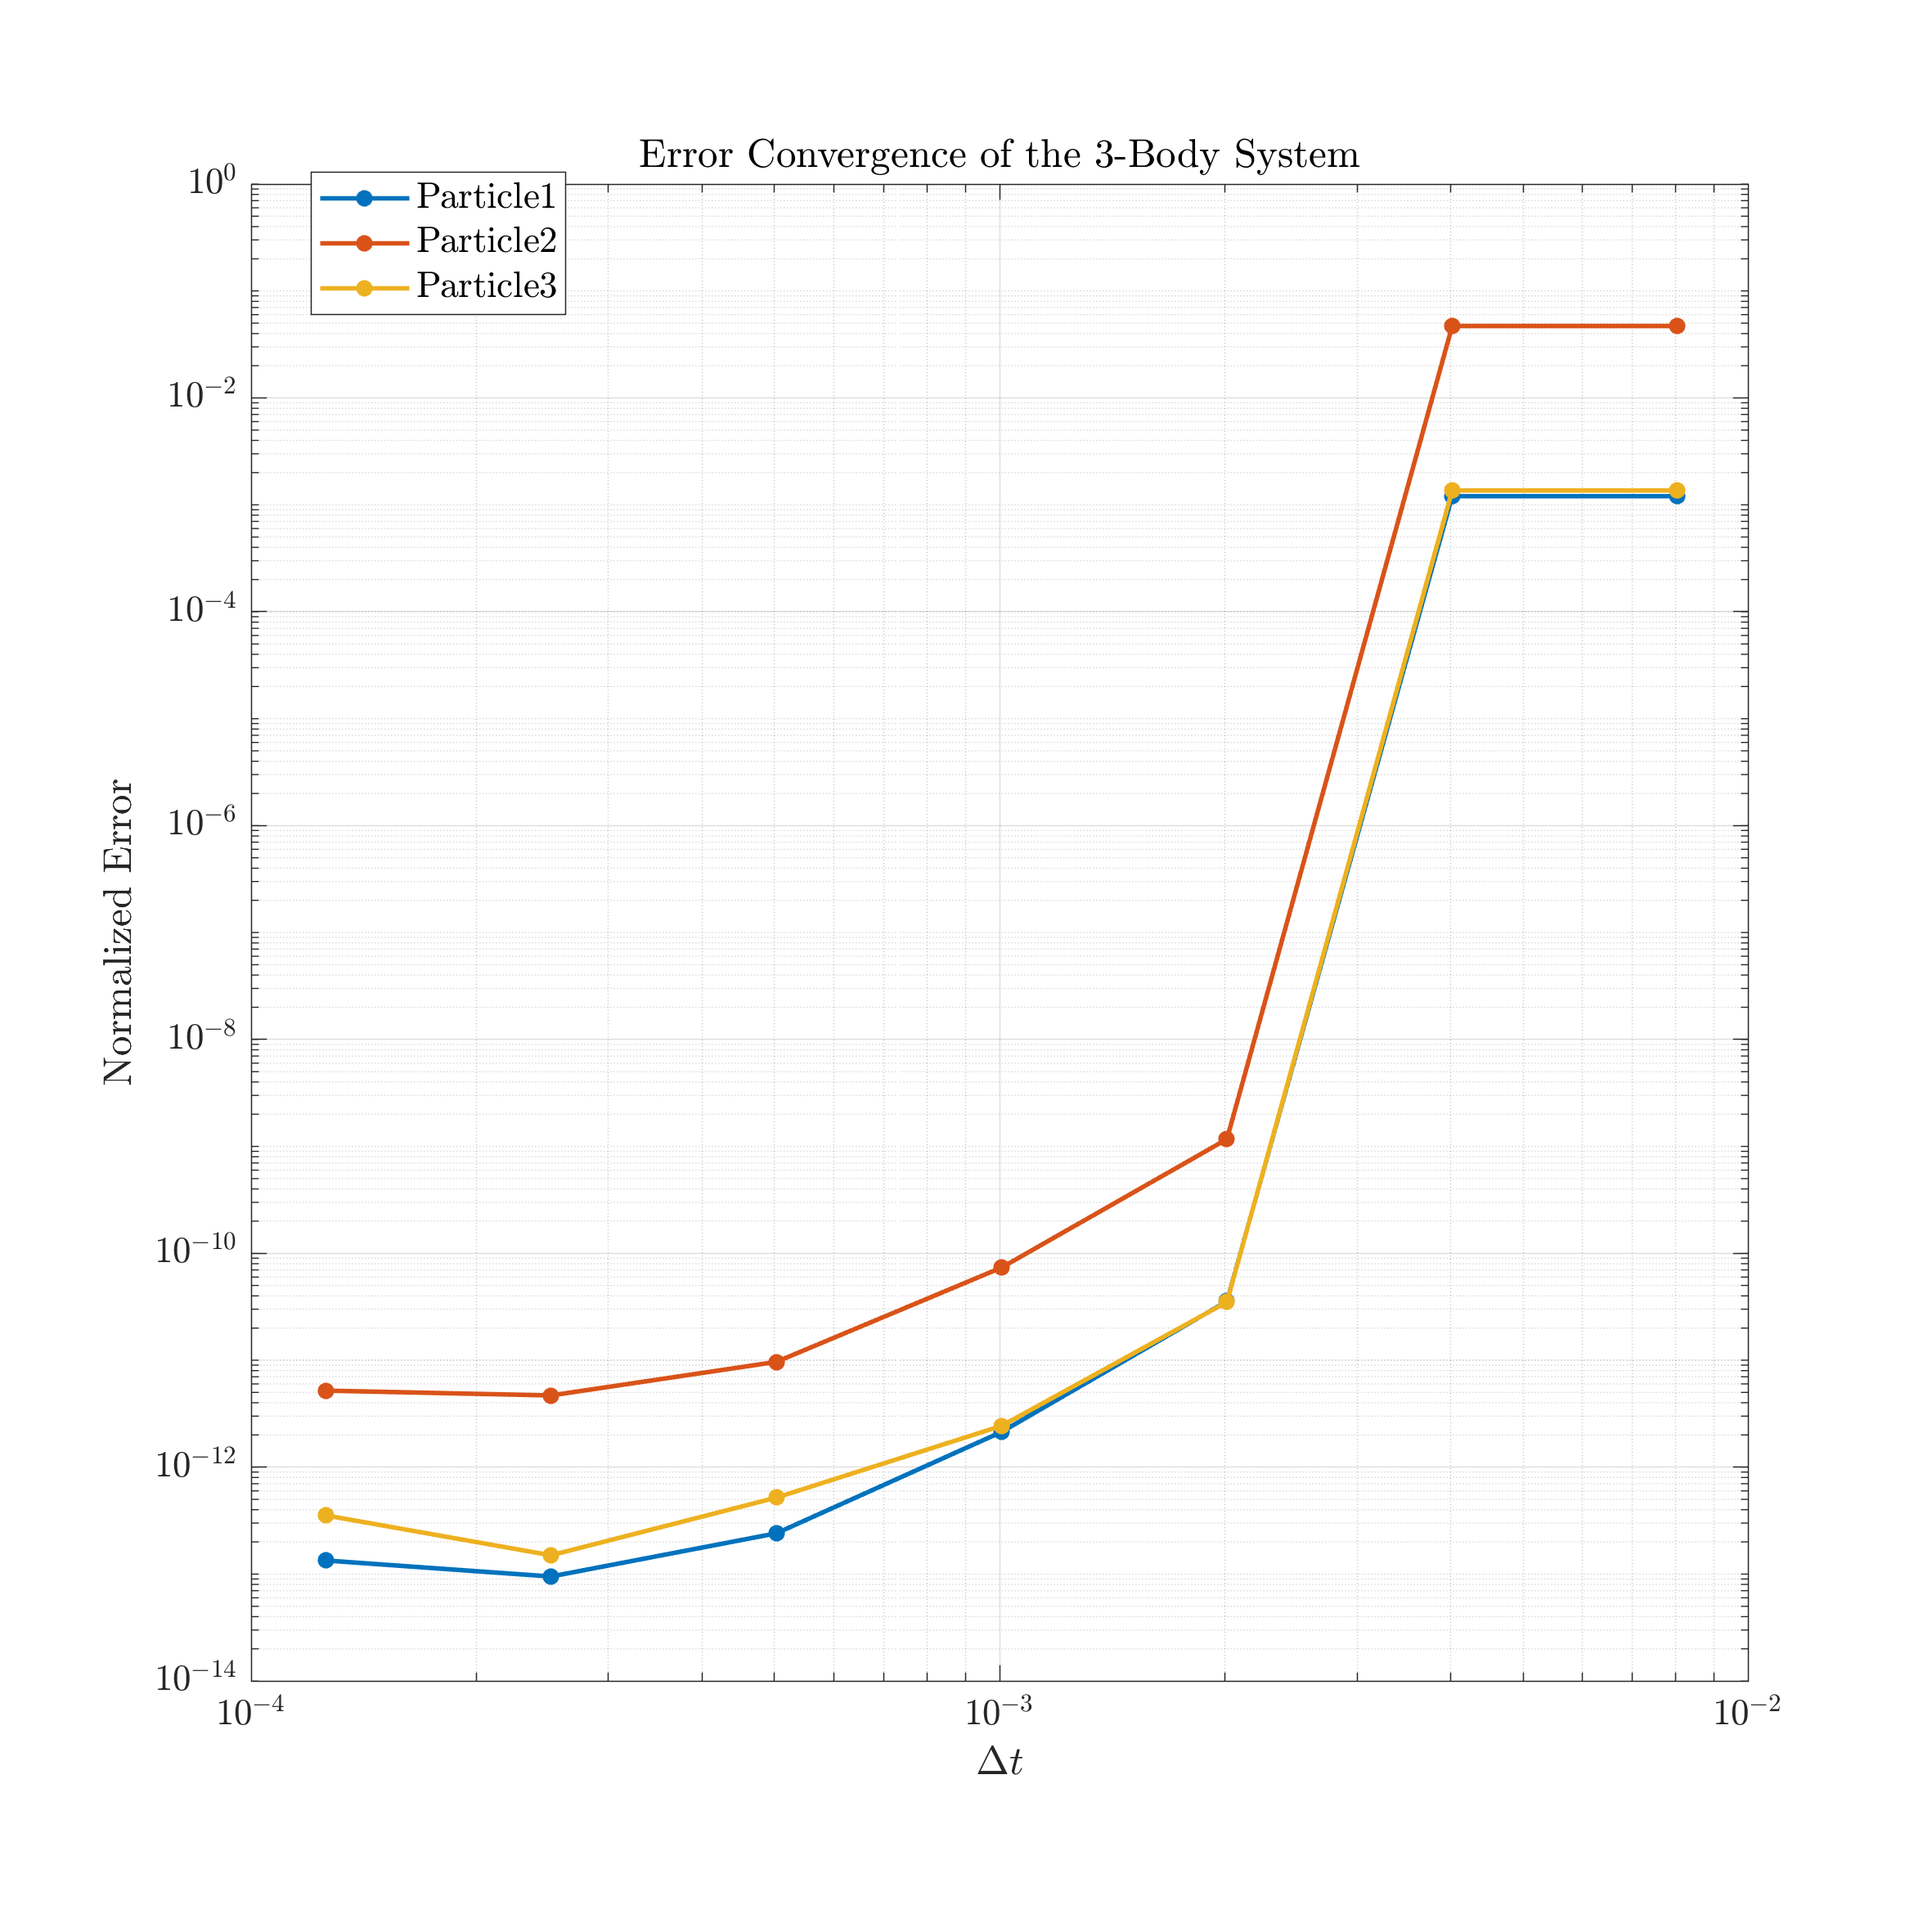 Error Convergence of the 3-Body System
Particle1
Particle2
Particle3
10^0
10^−2
10^−4
10^−6
10^−8
10^−10
10^−12
10^−14
Normalized Error
10^−4 10^−3 10^−2
Δt